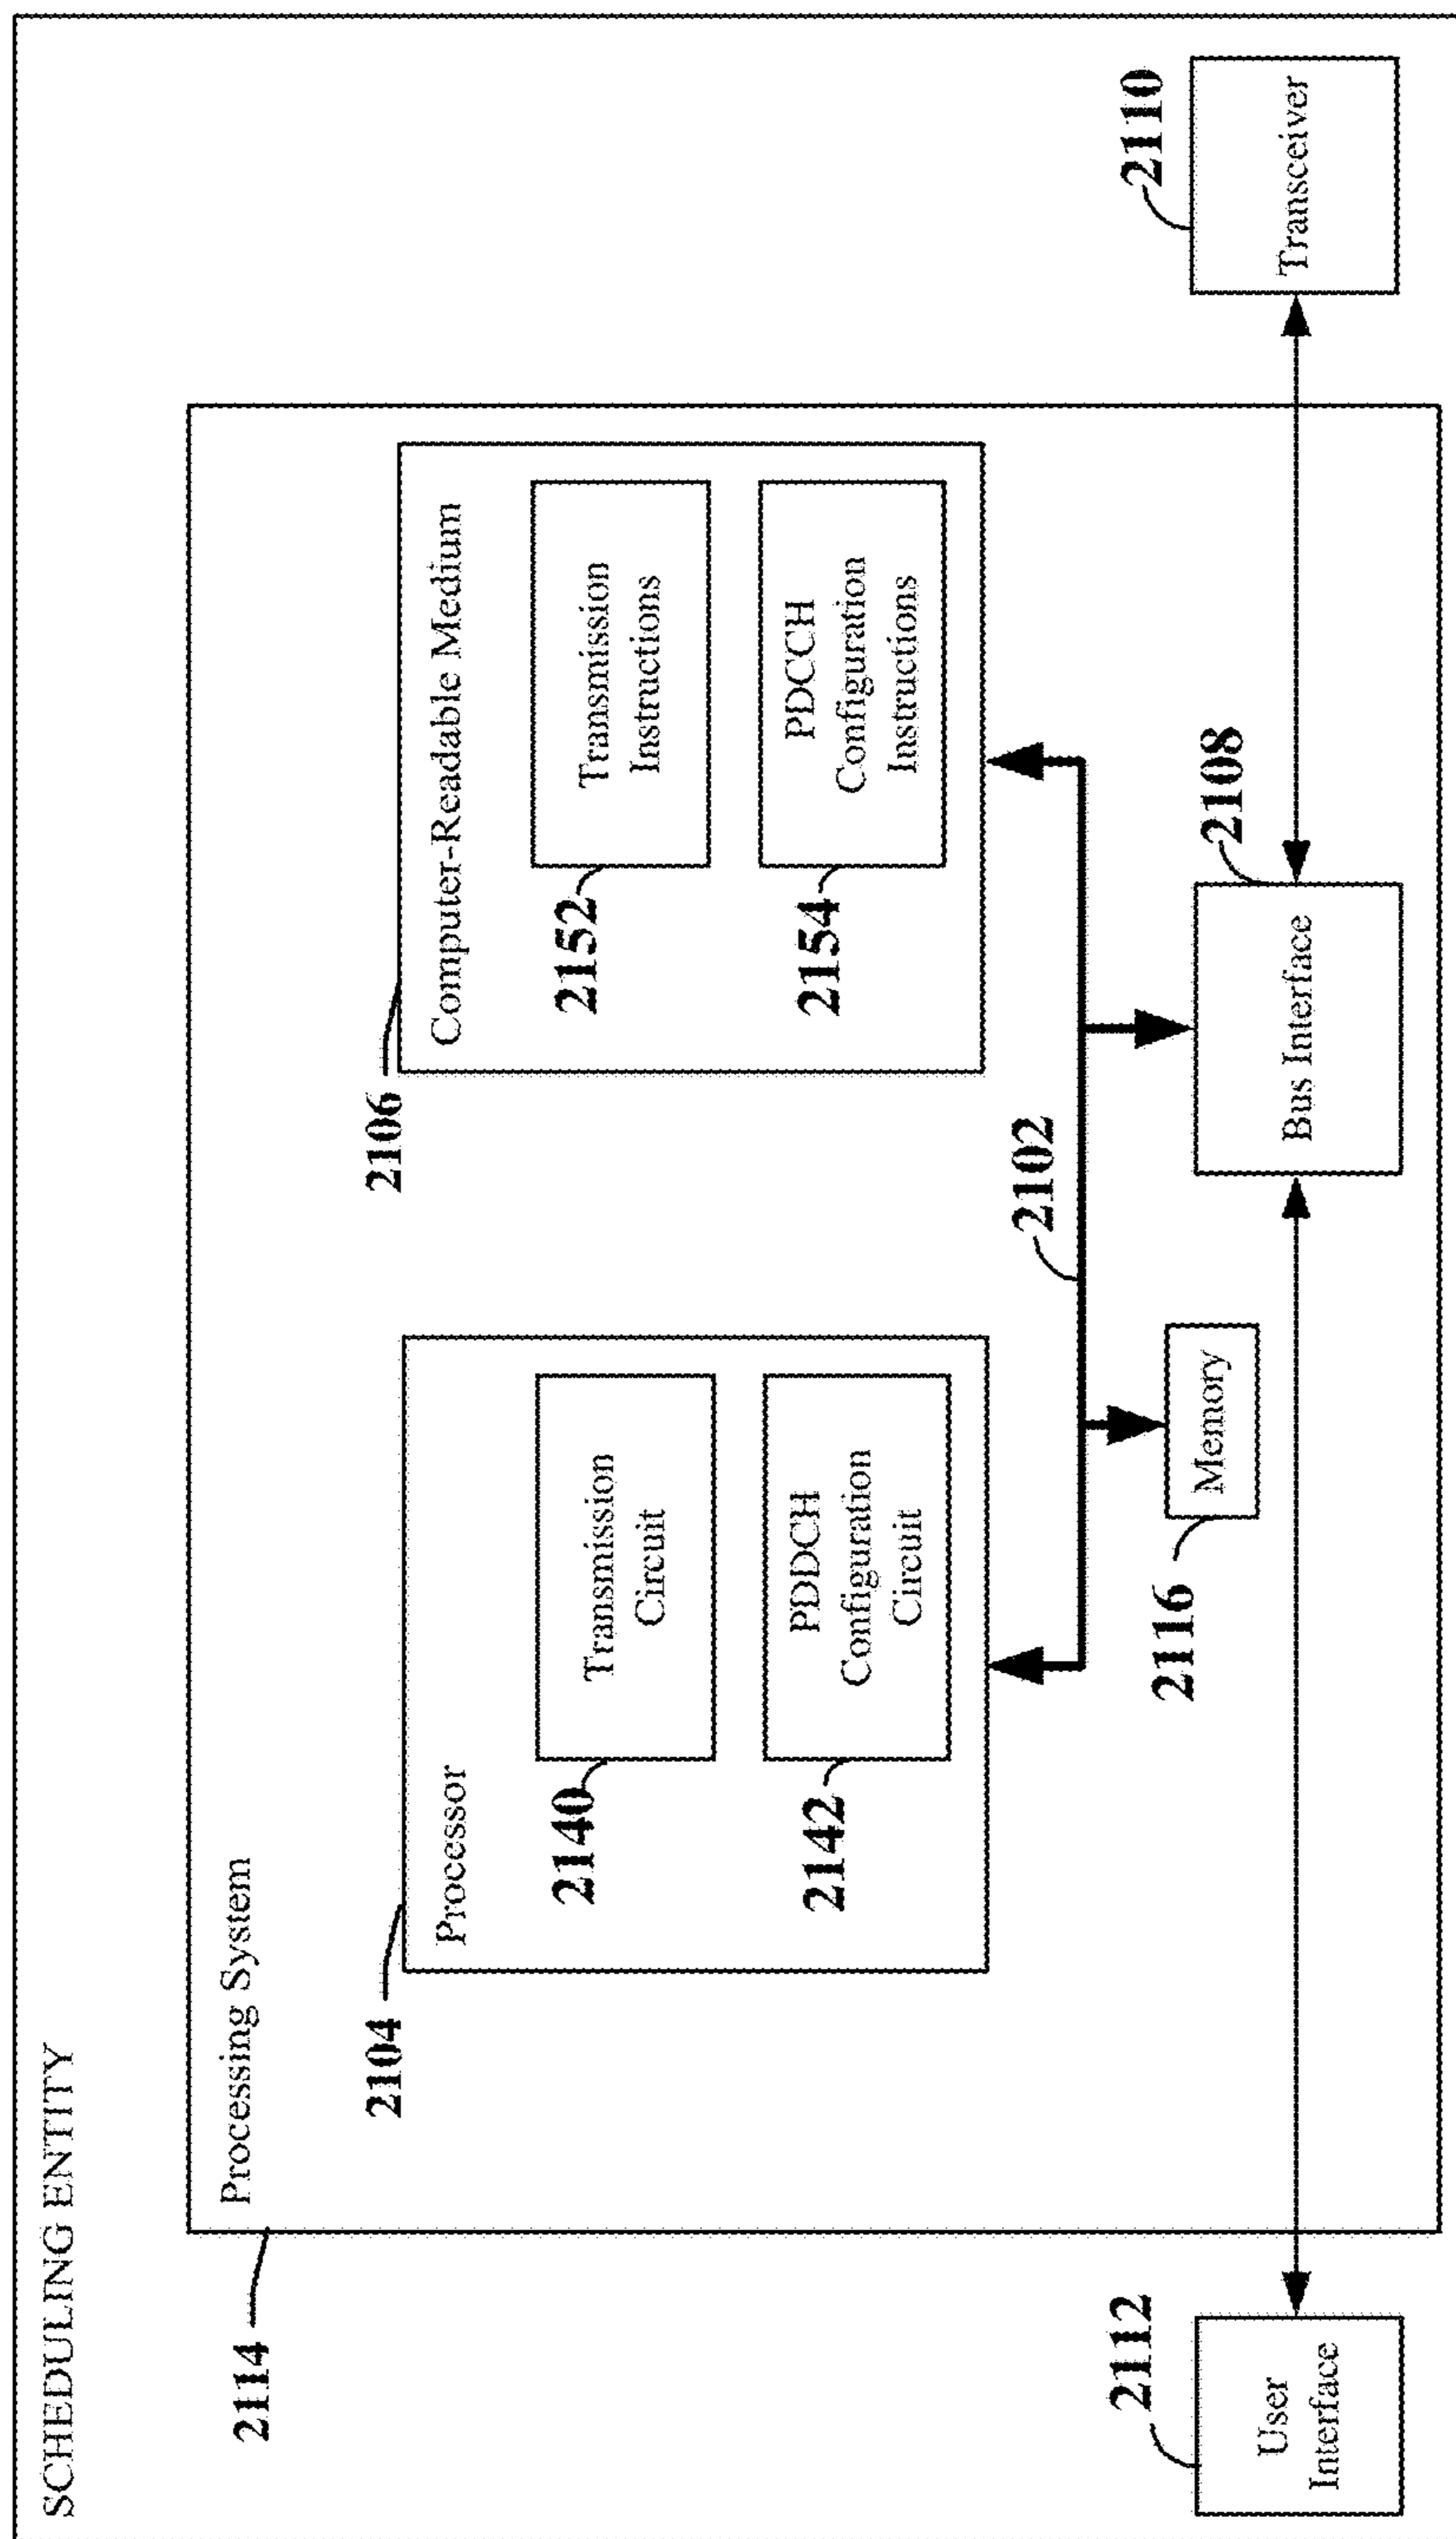 SCHEDULING ENTITY
2114
Processing System
2104
Processor
2140
Transmission
Circuit
2142
PDDCH
Configuration
Circuit
2106
Computer-Readable Medium
2152
Transmission
Instructions
2154
PDCCH
Configuration
Instructions
2102
2116
Memory
2108
Bus Interface
2112
User
Interface
2110
Transceiver